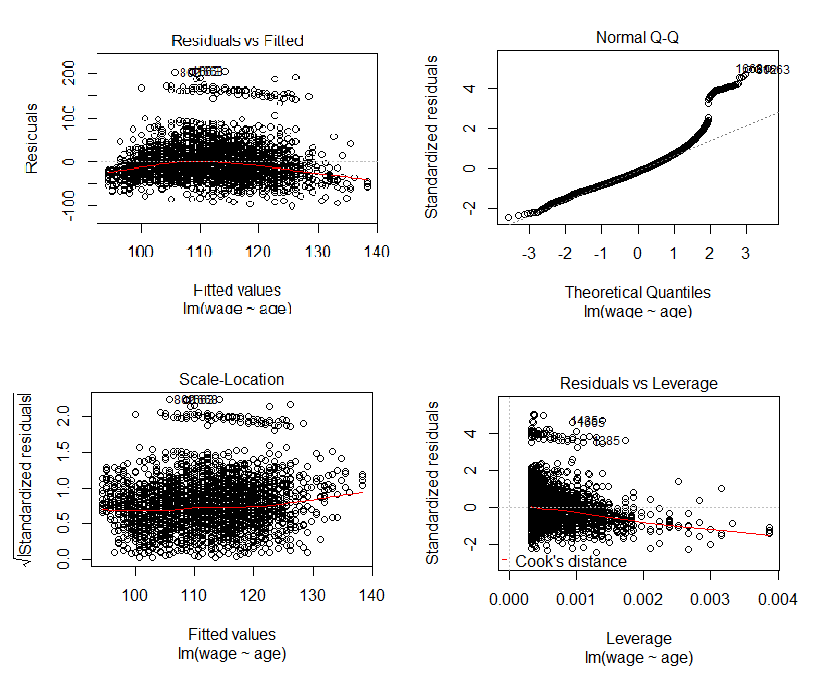 Residuals vs Fitted
Residuals
-100 0 100 200
100 110 120 130 140
Fitted values
lm(wage ~ age)
Normal Q-Q
Standardized residuals
-2 0 2 4
-3 -2 -1 0 1 2 3
Theoretical Quantiles
lm(wage ~ age)
Scale-Location
√|Standardized residuals|
0.0 0.5 1.0 1.5 2.0
100 110 120 130 140
Fitted values
lm(wage ~ age)
Residuals vs Leverage
Standardized residuals
-2 0 2 4
Cook's distance
0.000 0.001 0.002 0.003 0.004
Leverage
lm(wage ~ age)